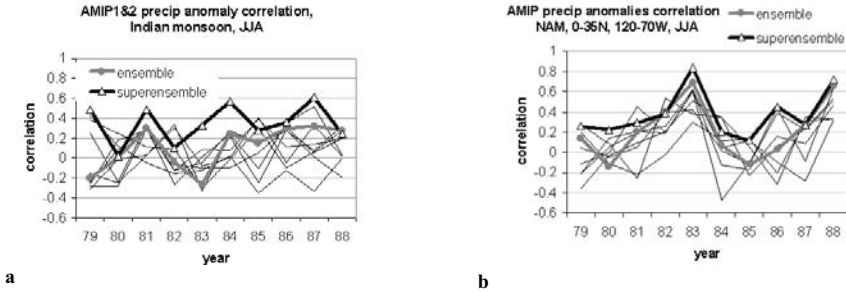 AMIP1&2 precip anomaly correlation,
Indian monsoon, JJA
1
0.8
0.6
0.4
0.2
0
-0.2
-0.4
-0.6
correlation
ensemble
superensemble
79 80 81 82 83 84 85 86 87 88
year
a
AMIP precip anomalies correlation
NAM, 0-35N, 120-70W, JJA
ensemble
superensemble
1
0.8
0.6
0.4
0.2
0
-0.2
-0.4
-0.6
correlation
79 80 81 82 83 84 85 86 87 88
year
b